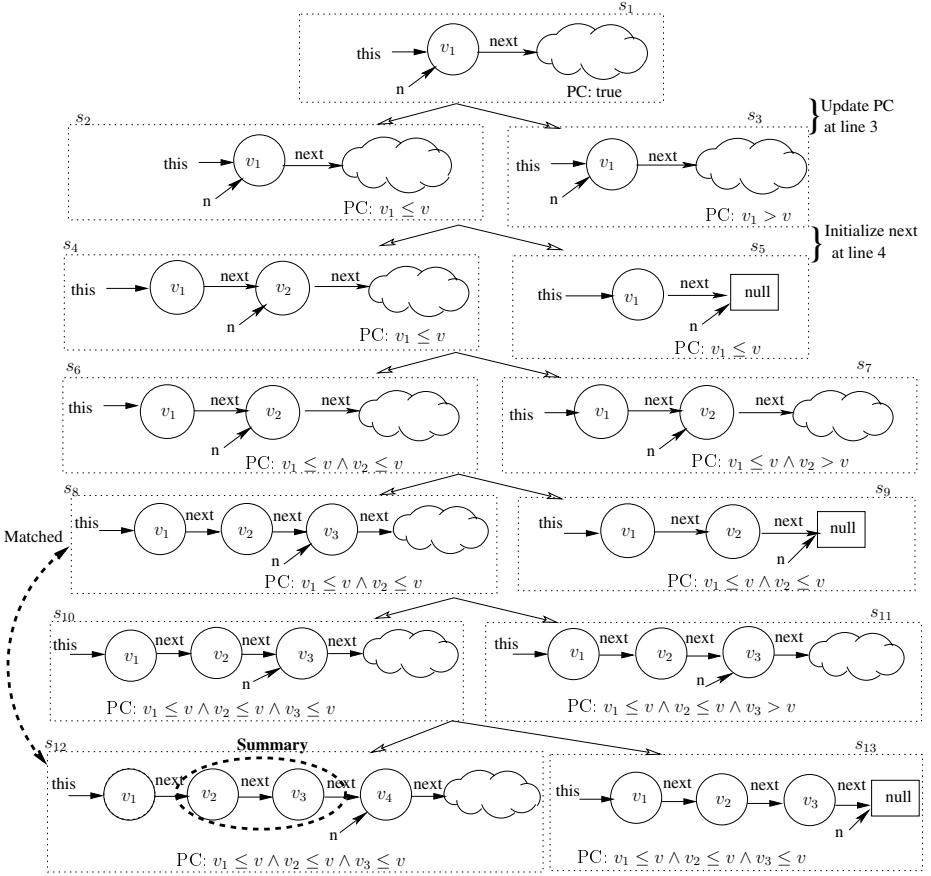 s₁
this v₁ next
n
PC: true
Update PC
at line 3
s₂
this v₁ next
n
PC: v₁ ≤ v
s₃
this v₁ next
n
PC: v₁ > v
Initialize next
at line 4
s₄
this v₁ next v₂ next
n
PC: v₁ ≤ v
s₅
this v₁ next null
n
PC: v₁ ≤ v
s₆
this v₁ next v₂ next
n
PC: v₁ ≤ v ∧ v₂ ≤ v
s₇
this v₁ next v₂ next
n
PC: v₁ ≤ v ∧ v₂ > v
Matched
s₈
this v₁ next v₂ next v₃ next
n
PC: v₁ ≤ v ∧ v₂ ≤ v
s₉
this v₁ next v₂ next null
n
PC: v₁ ≤ v ∧ v₂ ≤ v
s₁₀
this v₁ next v₂ next v₃ next
n
PC: v₁ ≤ v ∧ v₂ ≤ v ∧ v₃ ≤ v
s₁₁
this v₁ next v₂ next v₃ next
n
PC: v₁ ≤ v ∧ v₂ ≤ v ∧ v₃ > v
s₁₂
Summary
this v₁ next v₂ next v₃ next v₄ next
n
PC: v₁ ≤ v ∧ v₂ ≤ v ∧ v₃ ≤ v
s₁₃
this v₁ next v₂ next v₃ next null
n
PC: v₁ ≤ v ∧ v₂ ≤ v ∧ v₃ ≤ v